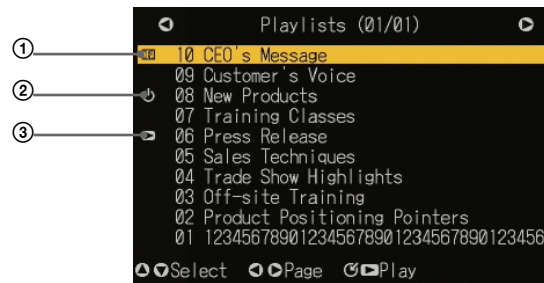 Playlists (01/01)
① 10 CEO's Message
09 Customer's Voice
② 08 New Products
07 Training Classes
③ 06 Press Release
05 Sales Techniques
04 Trade Show Highlights
03 Off-site Training
02 Product Positioning Pointers
01 12345678901234567890123456789 0123456
Select Page Play